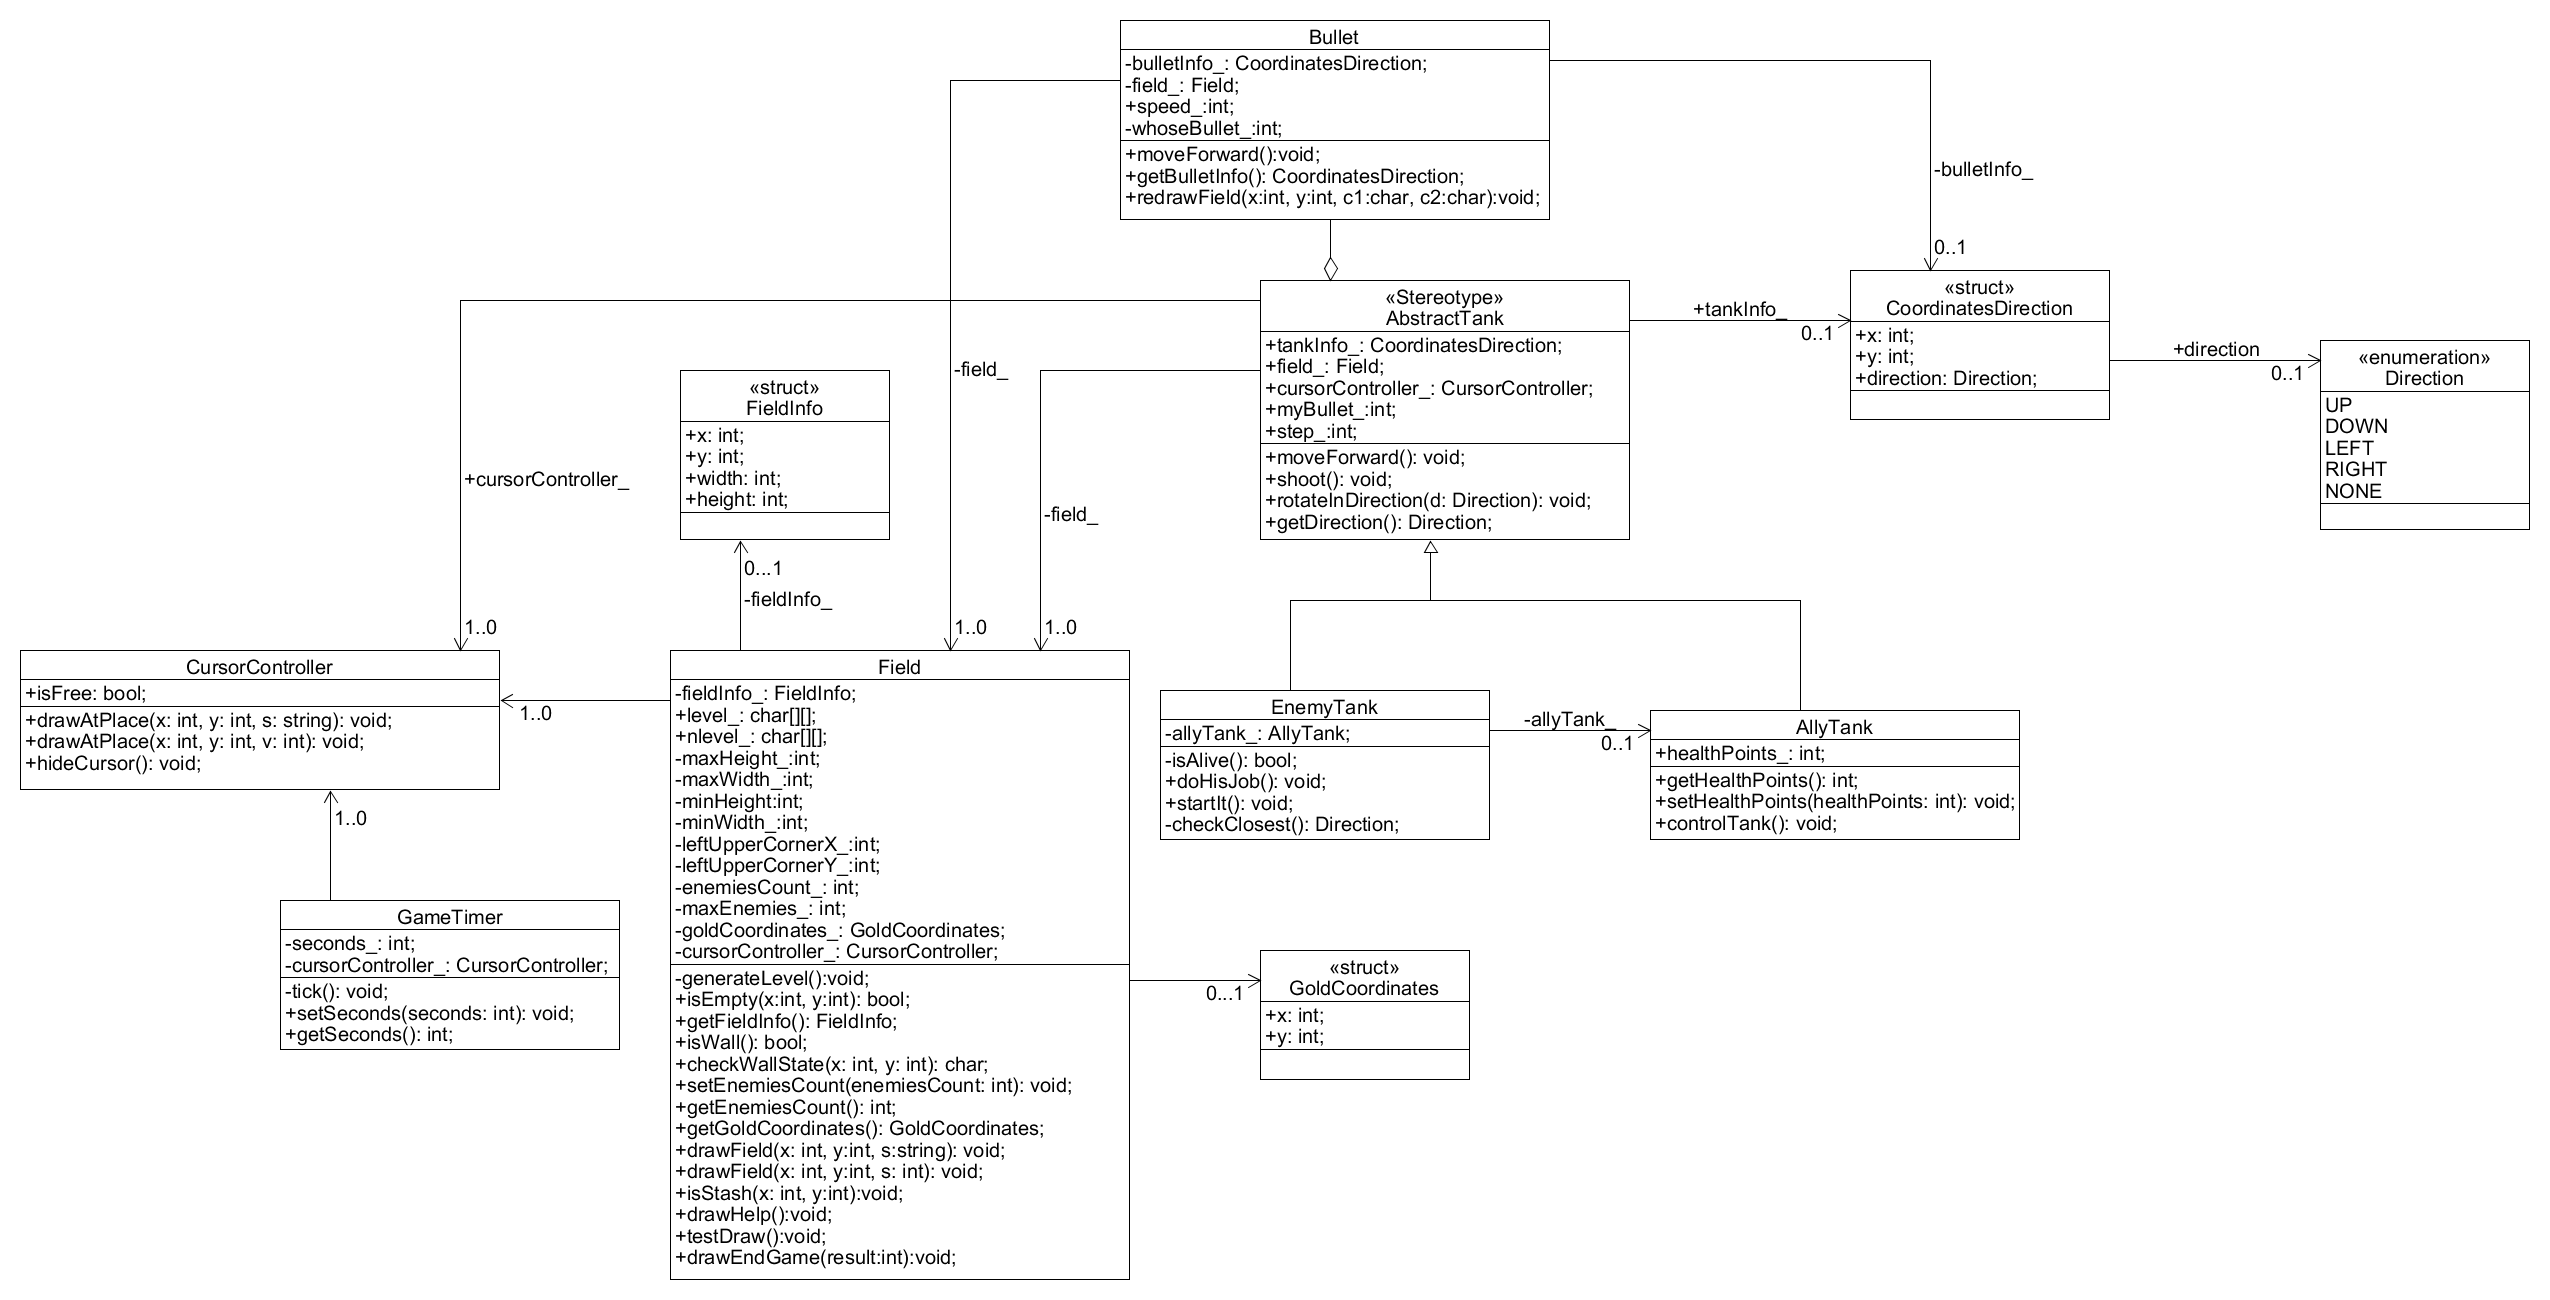 Bullet
-bulletInfo_: CoordinatesDirection;
-field_: Field;
+speed_:int;
-whoseBullet_:int;
+moveForward():void;
+getBulletInfo(): CoordinatesDirection;
+redrawField(x:int, y:int, c1:char, c2:char):void;
-bulletInfo_
0..1
«Stereotype»
AbstractTank
+tankInfo_: CoordinatesDirection;
+field_: Field;
+cursorController_: CursorController;
+myBullet_:int;
+step_:int;
+moveForward(): void;
+shoot(): void;
+rotateInDirection(d: Direction): void;
+getDirection(): Direction;
+tankInfo_
0..1
«struct»
CoordinatesDirection
+x: int;
+y: int;
+direction: Direction;
+direction
0..1
«enumeration»
Direction
UP
DOWN
LEFT
RIGHT
NONE
-field_
1..0
-field_
1..0
+cursorController_
1..0
«struct»
FieldInfo
+x: int;
+y: int;
+width: int;
+height: int;
0...1
-fieldInfo_
CursorController
+isFree: bool;
+drawAtPlace(x: int, y: int, s: string): void;
+drawAtPlace(x: int, y: int, v: int): void;
+hideCursor(): void;
1..0
1..0
GameTimer
-seconds_: int;
-cursorController_: CursorController;
-tick(): void;
+setSeconds(seconds: int): void;
+getSeconds(): int;
Field
-fieldInfo_: FieldInfo;
+level_: char[][];
+nlevel_: char[][];
-maxHeight_:int;
-maxWidth_:int;
-minHeight:int;
-minWidth_:int;
-leftUpperCornerX_:int;
-leftUpperCornerY_:int;
-enemiesCount_: int;
-maxEnemies_: int;
-goldCoordinates_: GoldCoordinates;
-cursorController_: CursorController;
-generateLevel():void;
+isEmpty(x:int, y:int): bool;
+getFieldInfo(): FieldInfo;
+isWall(): bool;
+checkWallState(x: int, y: int): char;
+setEnemiesCount(enemiesCount: int): void;
+getEnemiesCount(): int;
+getGoldCoordinates(): GoldCoordinates;
+drawField(x: int, y:int, s:string): void;
+drawField(x: int, y:int, s: int): void;
+isStash(x: int, y:int):void;
+drawHelp():void;
+testDraw():void;
+drawEndGame(result:int):void;
EnemyTank
-allyTank_: AllyTank;
-isAlive(): bool;
+doHisJob(): void;
+startIt(): void;
-checkClosest(): Direction;
-allyTank_
0..1
AllyTank
+healthPoints_: int;
+getHealthPoints(): int;
+setHealthPoints(healthPoints: int): void;
+controlTank(): void;
0...1
«struct»
GoldCoordinates
+x: int;
+y: int;